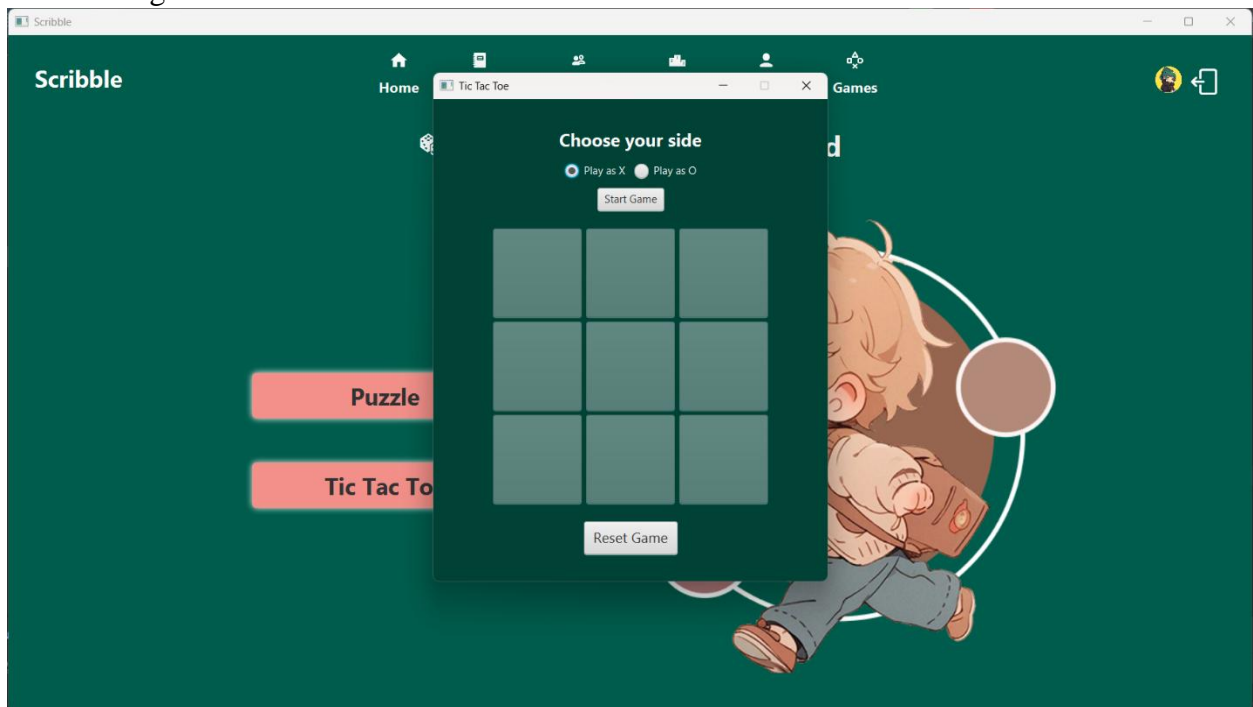 Scribble
Scribble
Home
Games
Tic Tac Toe
Choose your side
Play as X
Play as O
Start Game
Puzzle
Tic Tac To
Reset Game